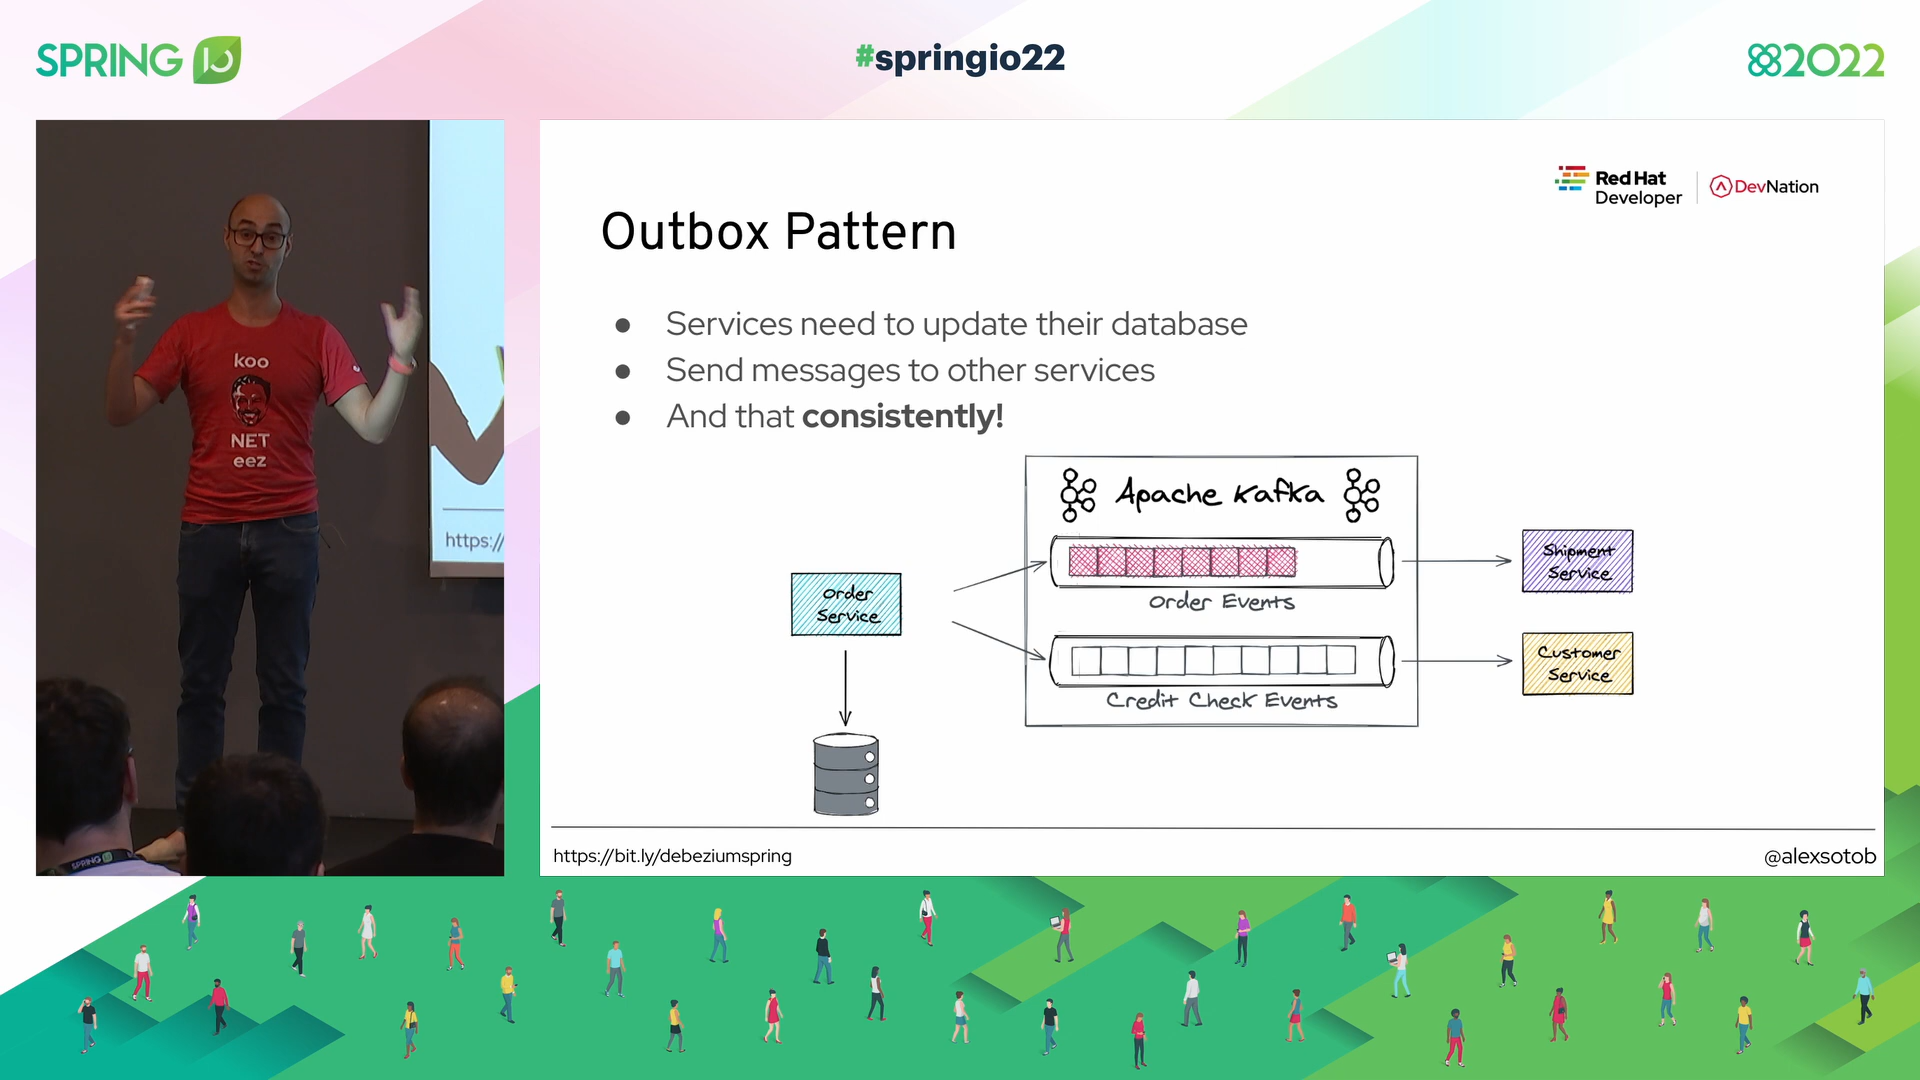 SPRING IO
#springio22
2022
koo
NET
eez
https://
SPRING
Red Hat
Developer
DevNation
Outbox Pattern
● Services need to update their database
● Send messages to other services
● And that consistently!
Apache Kafka
Order
Service
Order Events
Credit Check Events
Shipment
Service
Customer
Service
https://bit.ly/debeziumspring
@alexsotob